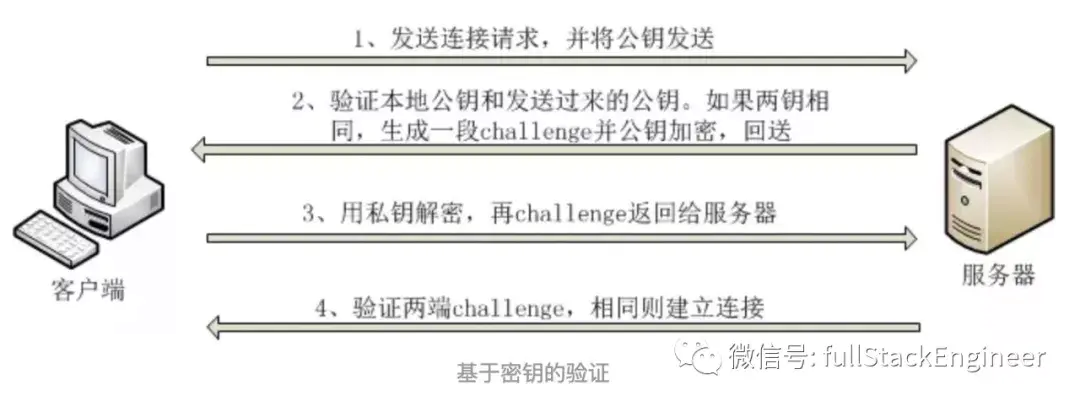 1、发送连接请求，并将公钥发送
2、验证本地公钥和发送过来的公钥。如果两钥相
同，生成一段challenge并公钥加密，回送
3、用私钥解密，再challenge返回给服务器
客户端
服务器
4、验证两端challenge，相同则建立连接
微信号: fullStackEngineer
基于密钥的验证